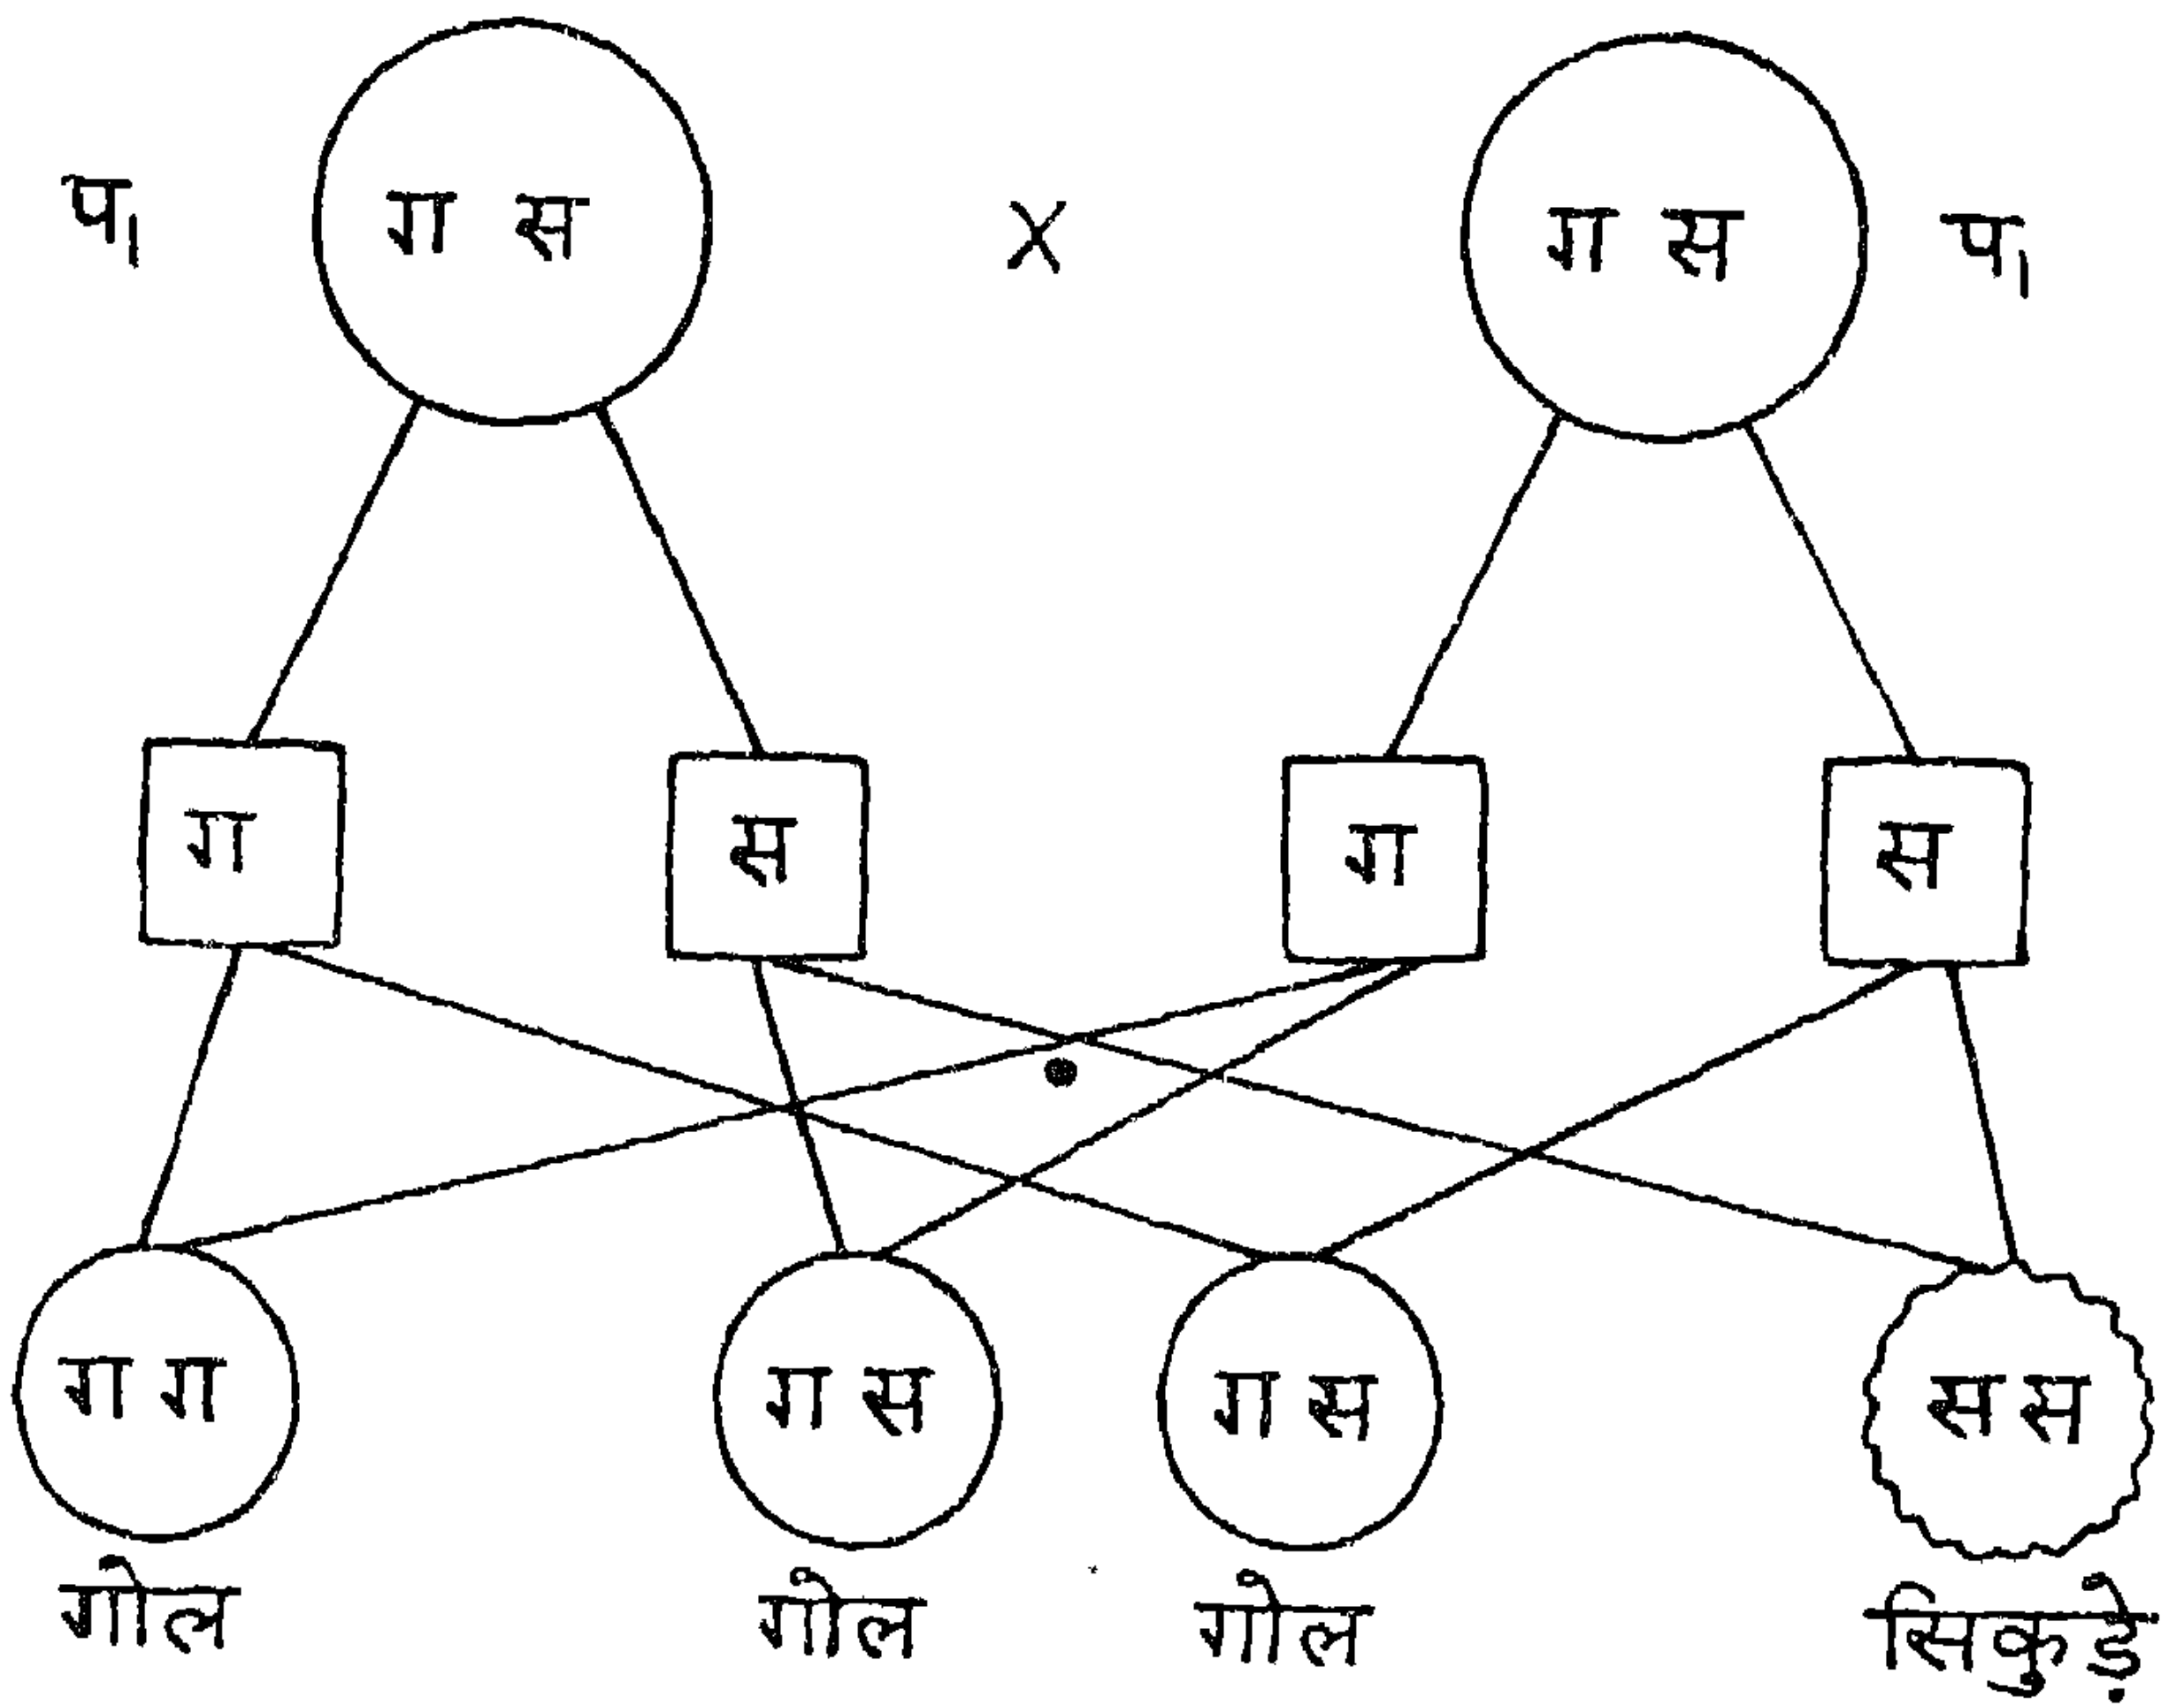 प₁ ग स X ग स प₁
ग स ग स
ग ग ग स ग स स स
गोल गोल गोल सिकुड़े